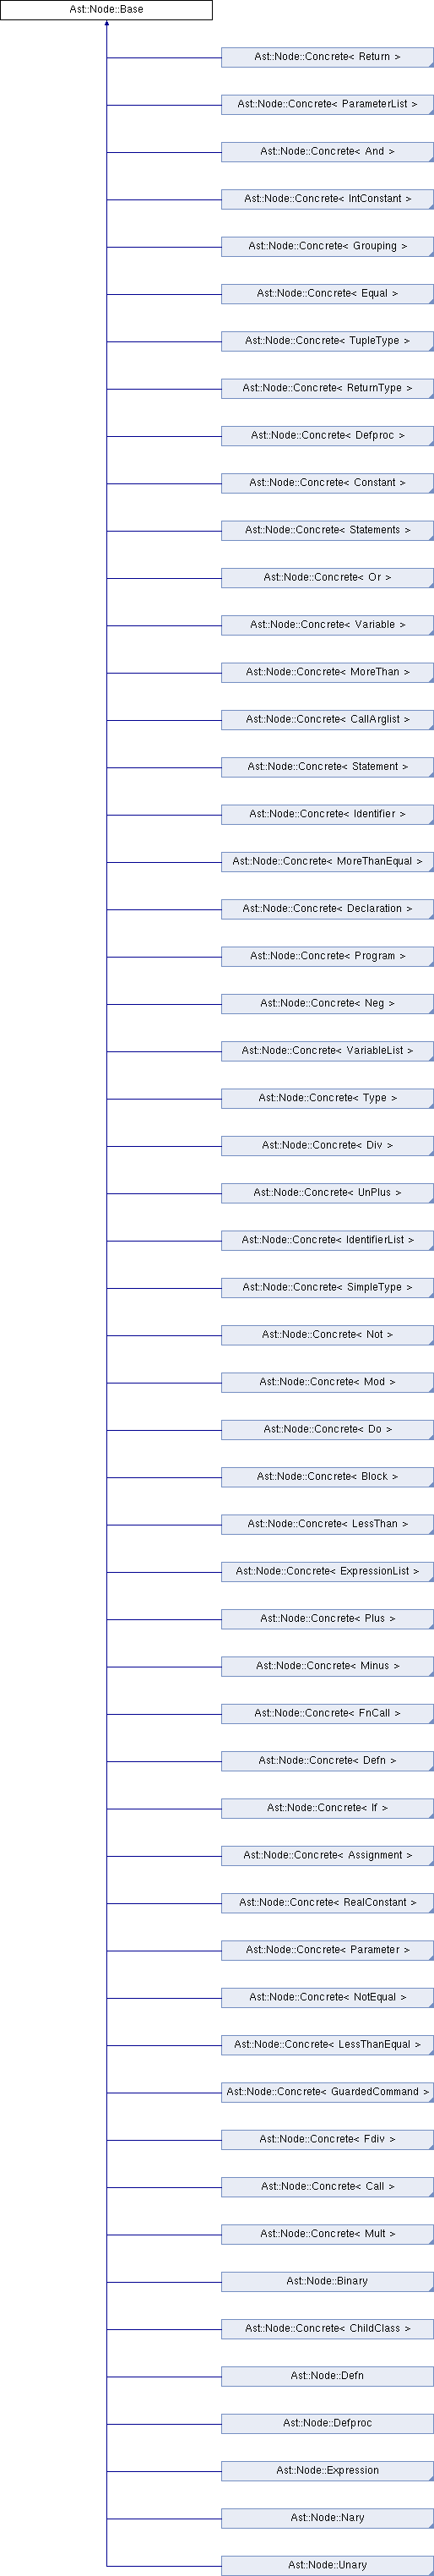 Ast::Node::Base
Ast::Node::Concrete< Return >
Ast::Node::Concrete< ParameterList >
Ast::Node::Concrete< And >
Ast::Node::Concrete< IntConstant >
Ast::Node::Concrete< Grouping >
Ast::Node::Concrete< Equal >
Ast::Node::Concrete< TupleType >
Ast::Node::Concrete< ReturnType >
Ast::Node::Concrete< Defproc >
Ast::Node::Concrete< Constant >
Ast::Node::Concrete< Statements >
Ast::Node::Concrete< Or >
Ast::Node::Concrete< Variable >
Ast::Node::Concrete< MoreThan >
Ast::Node::Concrete< CallArglist >
Ast::Node::Concrete< Statement >
Ast::Node::Concrete< Identifier >
Ast::Node::Concrete< MoreThanEqual >
Ast::Node::Concrete< Declaration >
Ast::Node::Concrete< Program >
Ast::Node::Concrete< Neg >
Ast::Node::Concrete< VariableList >
Ast::Node::Concrete< Type >
Ast::Node::Concrete< Div >
Ast::Node::Concrete< UnPlus >
Ast::Node::Concrete< IdentifierList >
Ast::Node::Concrete< SimpleType >
Ast::Node::Concrete< Not >
Ast::Node::Concrete< Mod >
Ast::Node::Concrete< Do >
Ast::Node::Concrete< Block >
Ast::Node::Concrete< LessThan >
Ast::Node::Concrete< ExpressionList >
Ast::Node::Concrete< Plus >
Ast::Node::Concrete< Minus >
Ast::Node::Concrete< FnCall >
Ast::Node::Concrete< Defn >
Ast::Node::Concrete< If >
Ast::Node::Concrete< Assignment >
Ast::Node::Concrete< RealConstant >
Ast::Node::Concrete< Parameter >
Ast::Node::Concrete< NotEqual >
Ast::Node::Concrete< LessThanEqual >
Ast::Node::Concrete< GuardedCommand >
Ast::Node::Concrete< Fdiv >
Ast::Node::Concrete< Call >
Ast::Node::Concrete< Mult >
Ast::Node::Binary
Ast::Node::Concrete< ChildClass >
Ast::Node::Defn
Ast::Node::Defproc
Ast::Node::Expression
Ast::Node::Nary
Ast::Node::Unary